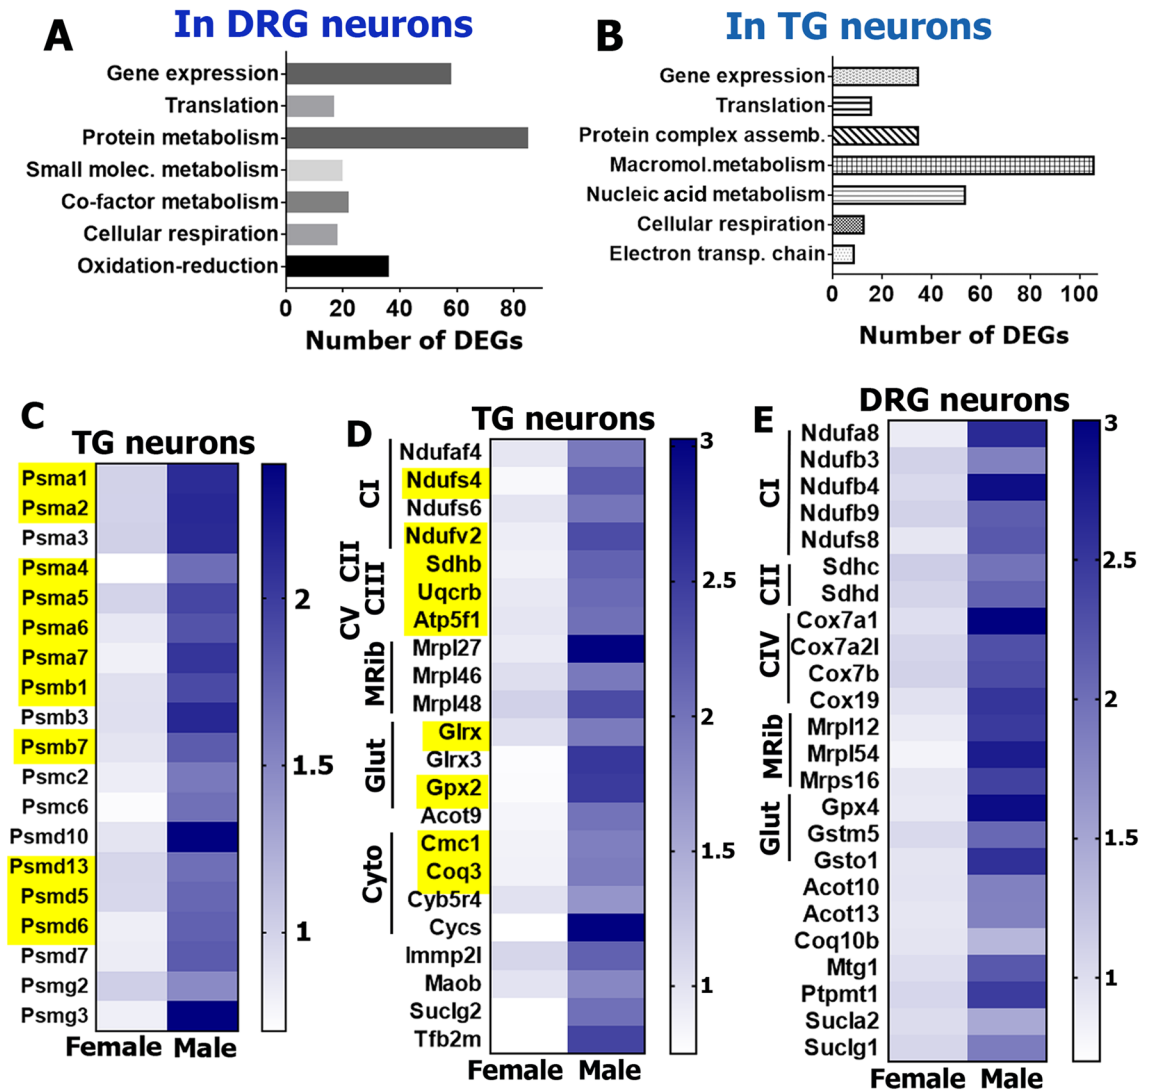 A
In DRG neurons
Gene expression
Translation
Protein metabolism
Small molec. metabolism
Co-factor metabolism
Cellular respiration
Oxidation-reduction
0 20 40 60 80
Number of DEGs
B
In TG neurons
Gene expression
Translation
Protein complex assemb.
Macromol.metabolism
Nucleic acid metabolism
Cellular respiration
Electron transp. chain
0 20 40 60 80 100
Number of DEGs
C
TG neurons
Psma1
Psma2
Psma3
Psma4
Psma5
Psma6
Psma7
Psmb1
Psmb3
Psmb7
Psmc2
Psmc6
Psmd10
Psmd13
Psmd5
Psmd6
Psmd7
Psmg2
Psmg3
Female Male
2
1.5
1
D
TG neurons
CI
CII
CIII
CV
MRib
Glut
Cyto
Ndufaf4
Ndufs4
Ndufs6
Ndufv2
Sdhb
Uqcrb
Atp5f1
Mrpl27
Mrpl46
Mrpl48
Glrx
Glrx3
Gpx2
Acot9
Cmc1
Coq3
Cyb5r4
Cycs
Immp2l
Maob
Suclg2
Tfb2m
Female Male
3
2.5
2
1.5
1
E
DRG neurons
CI
CII
CIV
MRib
Glut
Ndufa8
Ndufb3
Ndufb4
Ndufb9
Ndufs8
Sdhc
Sdhd
Cox7a1
Cox7a2l
Cox7b
Cox19
Mrpl12
Mrpl54
Mrps16
Gpx4
Gstm5
Gsto1
Acot10
Acot13
Coq10b
Mtg1
Ptpmt1
Sucla2
Suclg1
Female Male
3
2.5
2
1.5
1